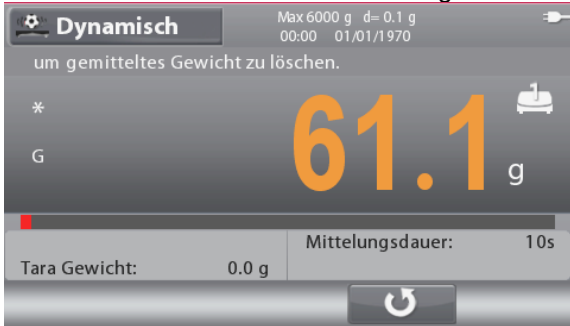 Dynamisch
Max 6000 g d= 0.1 g
00:00 01/01/1970
um gemitteltes Gewicht zu löschen.
*
61.1 g
G
Mittelungsdauer: 10s
Tara Gewicht: 0.0 g